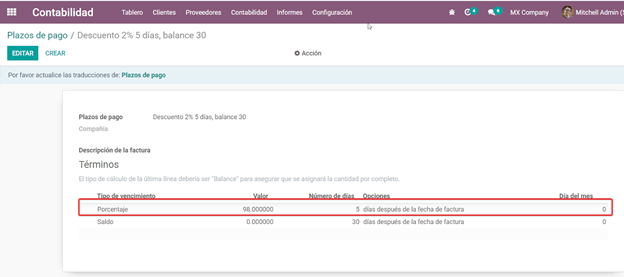 Contabilidad Tablero Clientes Proveedores Contabilidad Informes Configuración 4 6 MX Company Mitchell Admin (
Plazos de pago / Descuento 2% 5 días, balance 30
EDITAR CREAR Acción
Por favor actualice las traducciones de: Plazos de pago
Plazos de pago Descuento 2% 5 días, balance 30
Compañía
Descripción de la factura
Términos
El tipo de cálculo de la última línea debería ser "Balance" para asegurar que se asignará la cantidad por completo.
Tipo de vencimiento Valor Número de días Opciones Día del mes
Porcentaje 98.000000 5 días después de la fecha de factura 0
Saldo 0.000000 30 días después de la fecha de factura 0